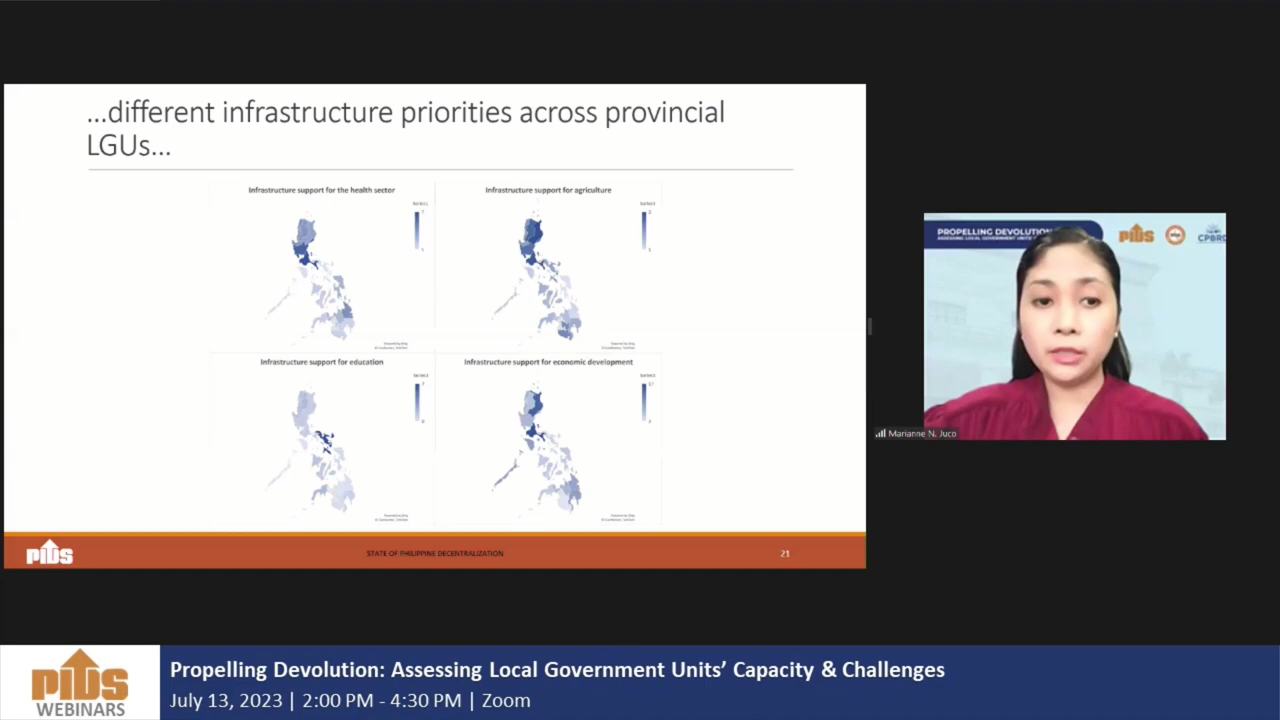 ...different infrastructure priorities across provincial
LGUs...
Infrastructure support for the health sector
Infrastructure support for agriculture
Infrastructure support for education
Infrastructure support for economic development
PIDS
STATE OF PHILIPPINE DECENTRALIZATION
21
PROPELLING DEVOLUTION
PIDS
Marianne N. Juco
PIDS
WEBINARS
Propelling Devolution: Assessing Local Government Units' Capacity & Challenges
July 13, 2023 | 2:00 PM - 4:30 PM | Zoom